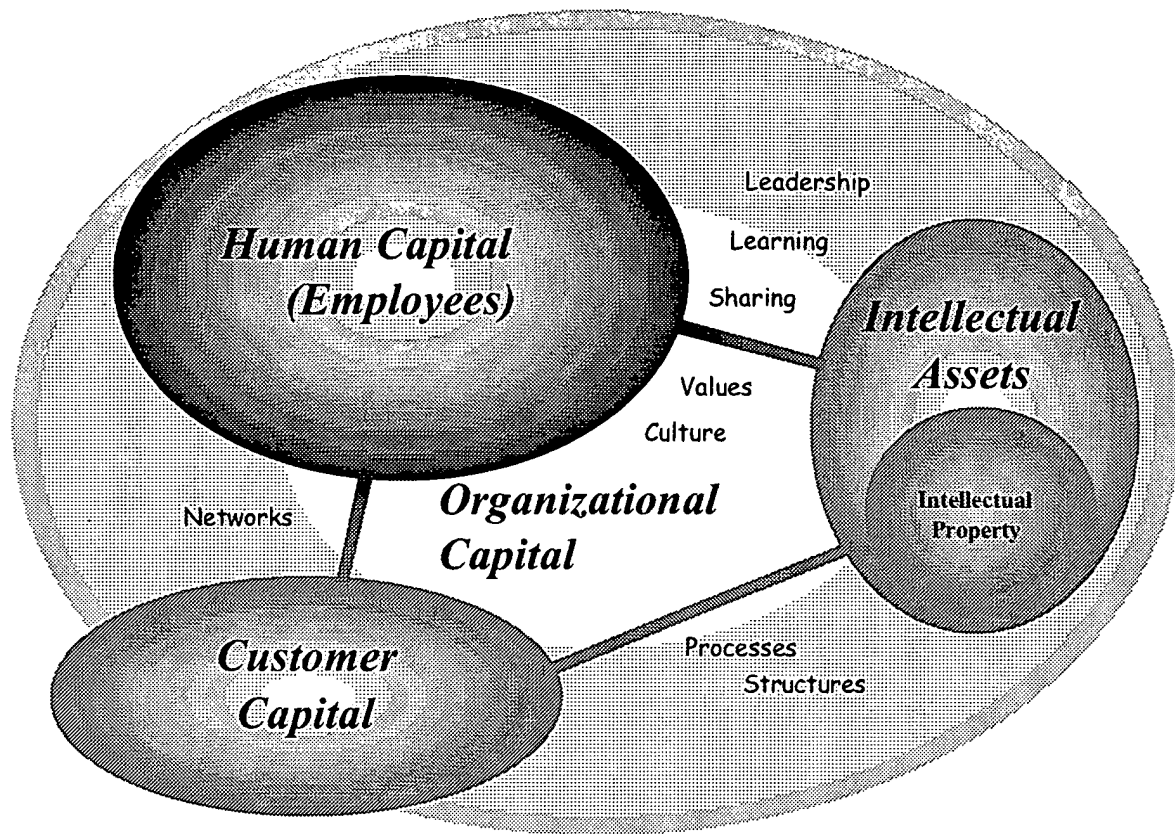 Leadership
Human Capital
(Employees)
Learning
Sharing
Intellectual
Assets
Values
Culture
Networks
Organizational
Capital
Intellectual
Property
Customer
Capital
Processes
Structures